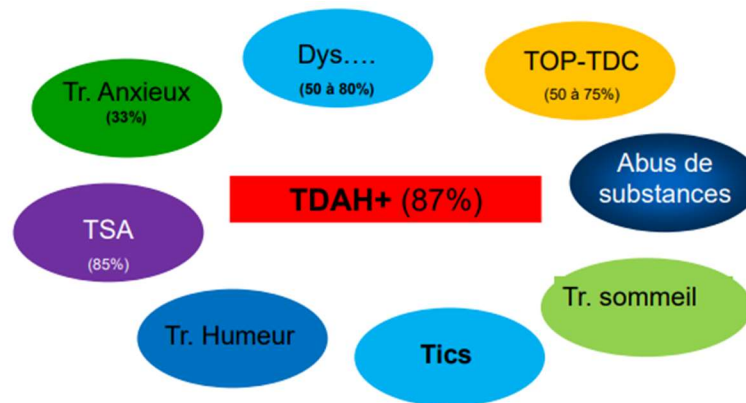 Dys....
(50 à 80%)
TOP-TDC
(50 à 75%)
Tr. Anxieux
(33%)
Abus de
substances
TDAH+ (87%)
TSA
(85%)
Tr. sommeil
Tr. Humeur
Tics